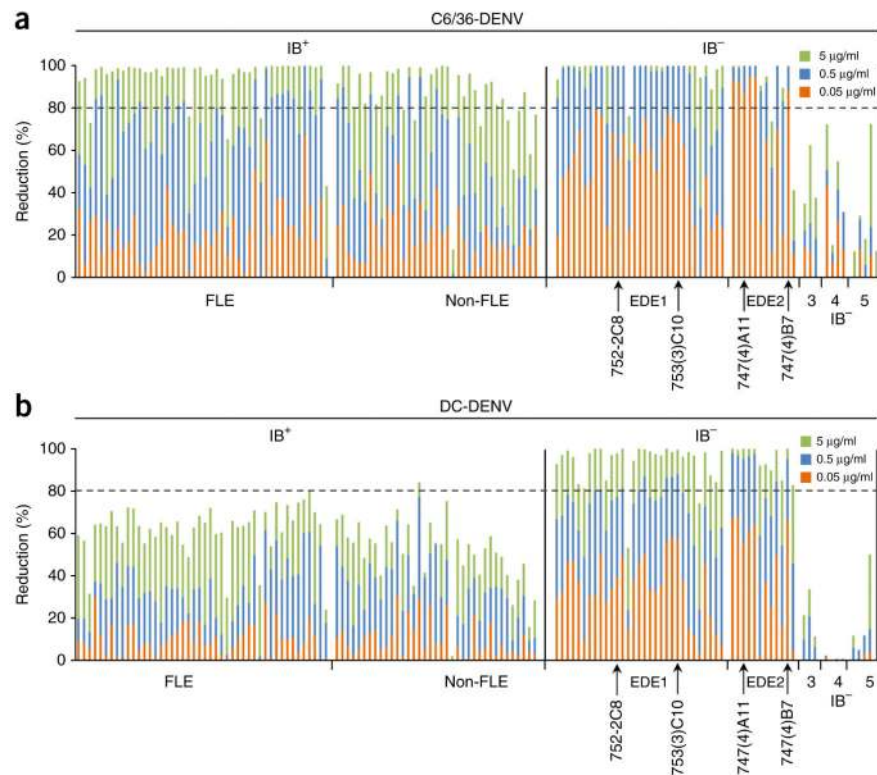 a
C6/36-DENV
IB+
IB−
5 µg/ml
0.5 µg/ml
0.05 µg/ml
Reduction (%)
100
80
60
40
20
0
FLE
Non-FLE
EDE1
EDE2
3
4
5
IB−
752-2C8
753(3)C10
747(4)A11
747(4)B7
b
DC-DENV
IB+
IB−
5 µg/ml
0.5 µg/ml
0.05 µg/ml
Reduction (%)
100
80
60
40
20
0
FLE
Non-FLE
EDE1
EDE2
3
4
5
IB−
752-2C8
753(3)C10
747(4)A11
747(4)B7